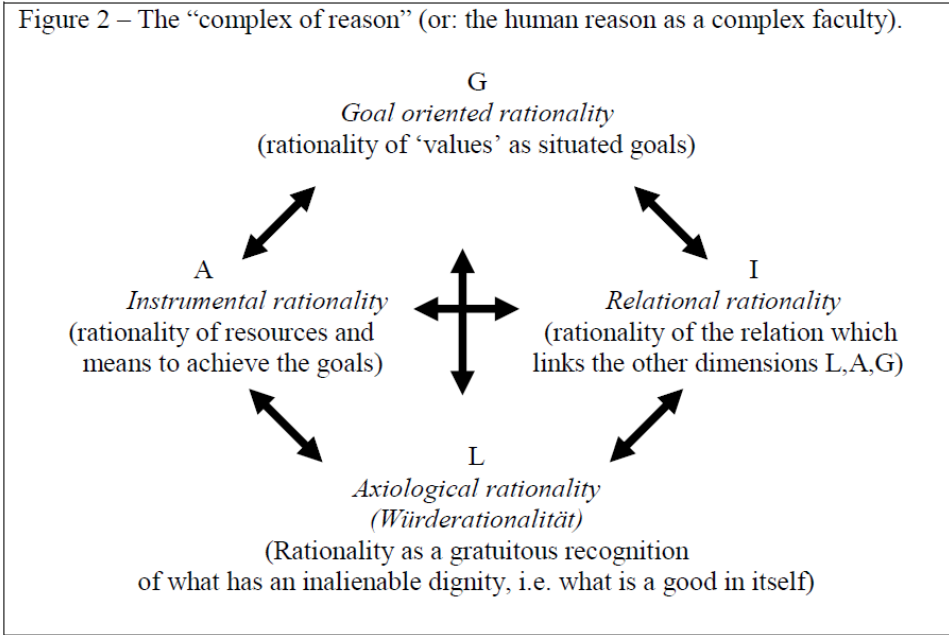 Figure 2 – The “complex of reason” (or: the human reason as a complex faculty).
G
Goal oriented rationality
(rationality of ‘values’ as situated goals)
A
Instrumental rationality
(rationality of resources and
means to achieve the goals)
I
Relational rationality
(rationality of the relation which
links the other dimensions L,A,G)
L
Axiological rationality
(Würderationalität)
(Rationality as a gratuitous recognition
of what has an inalienable dignity, i.e. what is a good in itself)